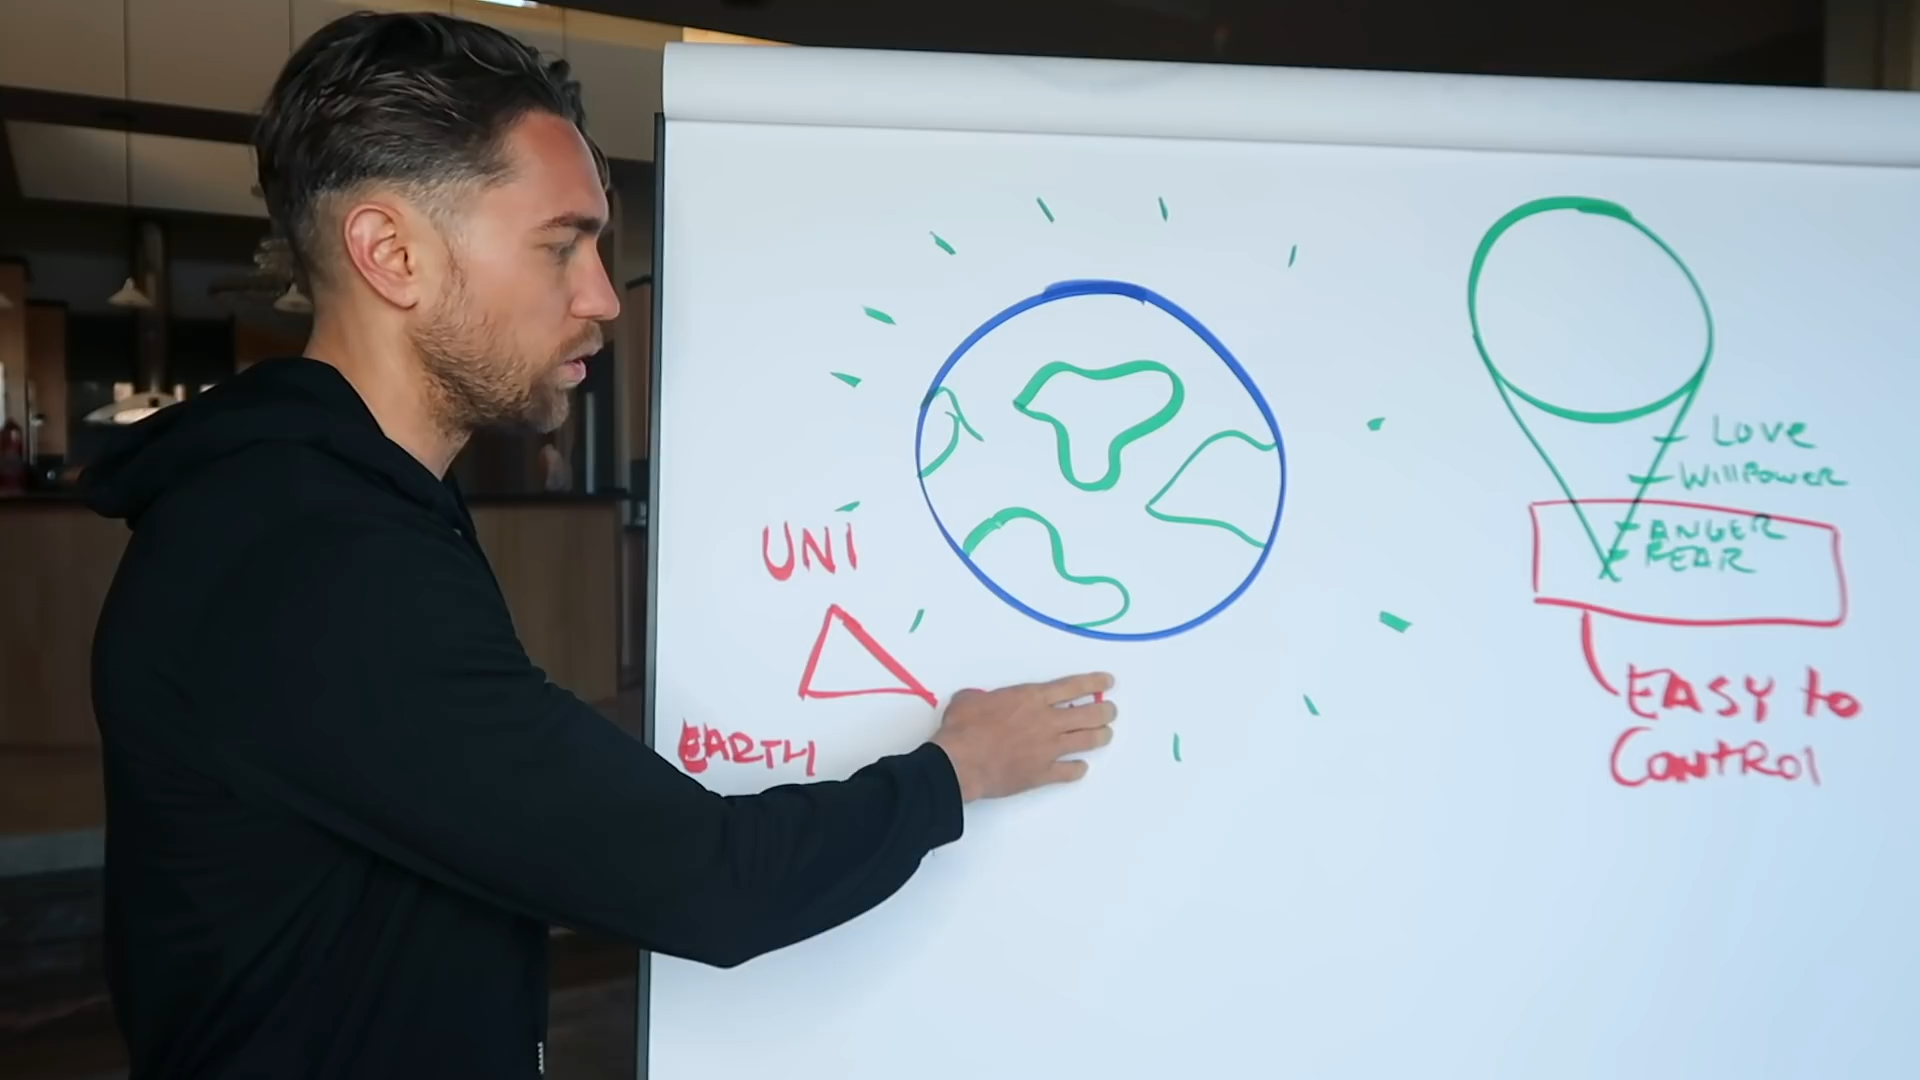 UNI
EARTH
Love
Willpower
ANGER
FEAR
EASY to
Control